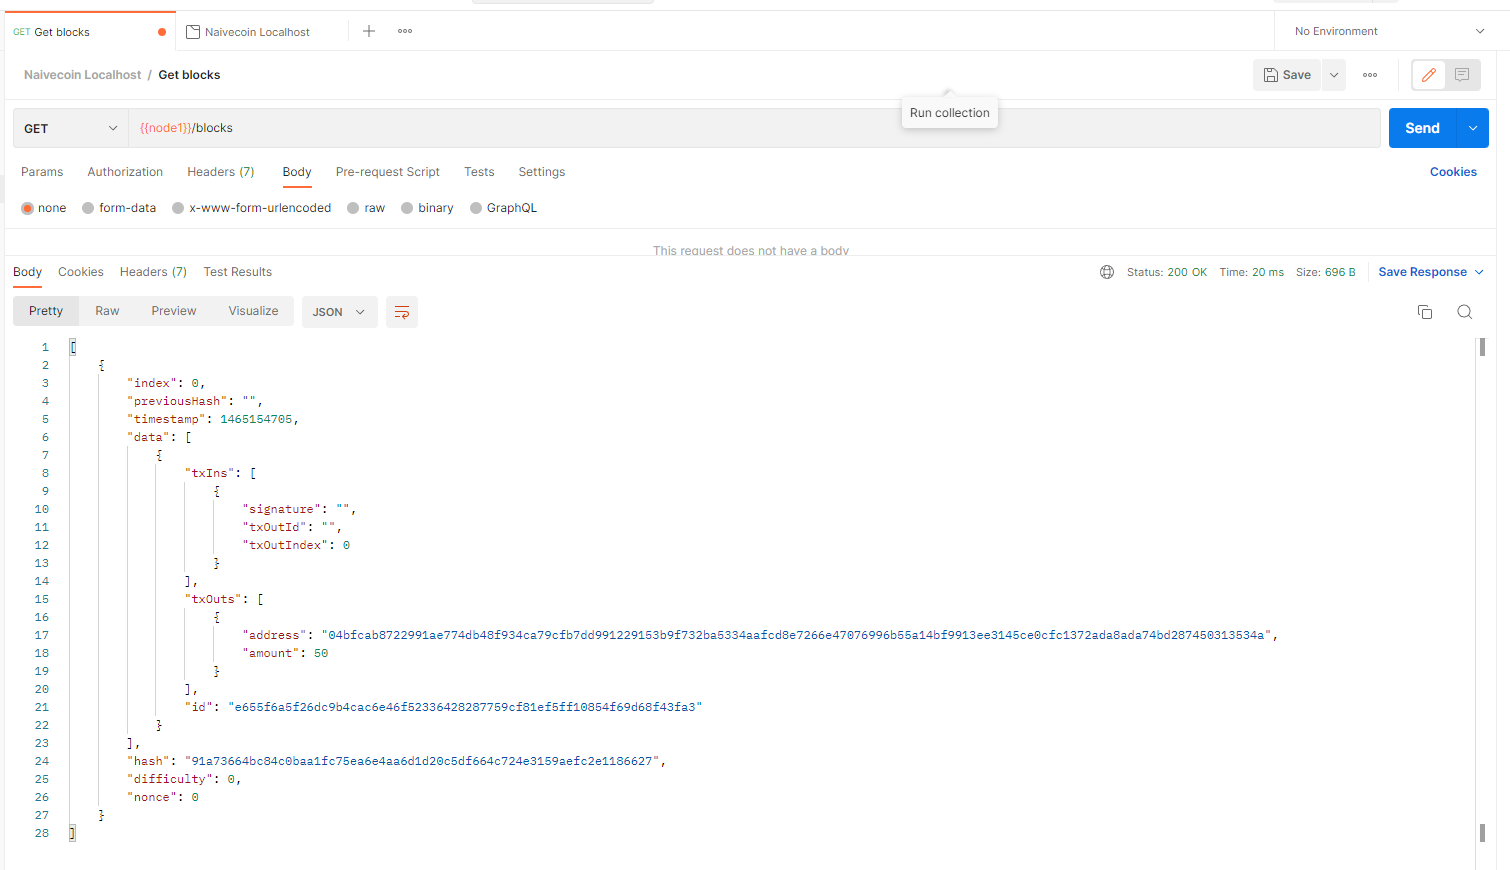 GET Get blocks
Naivecoin Localhost
No Environment
Naivecoin Localhost / Get blocks
Save
Run collection
GET {{node1}}/blocks
Send
Params Authorization Headers (7) Body Pre-request Script Tests Settings Cookies
none form-data x-www-form-urlencoded raw binary GraphQL
This request does not have a body
Body Cookies Headers (7) Test Results Status: 200 OK Time: 20 ms Size: 696 B Save Response
Pretty Raw Preview Visualize JSON
1 [
2 {
3 "index": 0,
4 "previousHash": "",
5 "timestamp": 1465154705,
6 "data": [
7 {
8 "txIns": [
9 {
10 "signature": "",
11 "txOutId": "",
12 "txOutIndex": 0
13 }
14 ],
15 "txOuts": [
16 {
17 "address": "04bfcab8722991ae774db48f934ca79cfb7dd991229153b9f732ba5334aafcd8e7266e47076996b55a14bf9913ee3145ce0cfc1372ada8ada74bd287450313534a",
18 "amount": 50
19 }
20 ],
21 "id": "e655f6a5f26dc9b4cac6e46f52336428287759cf81ef5ff10854f69d68f43fa3"
22 }
23 ],
24 "hash": "91a73664bc84c0baa1fc75ea6e4aa6d1d20c5df664c724e3159aefc2e1186627",
25 "difficulty": 0,
26 "nonce": 0
27 }
28 ]